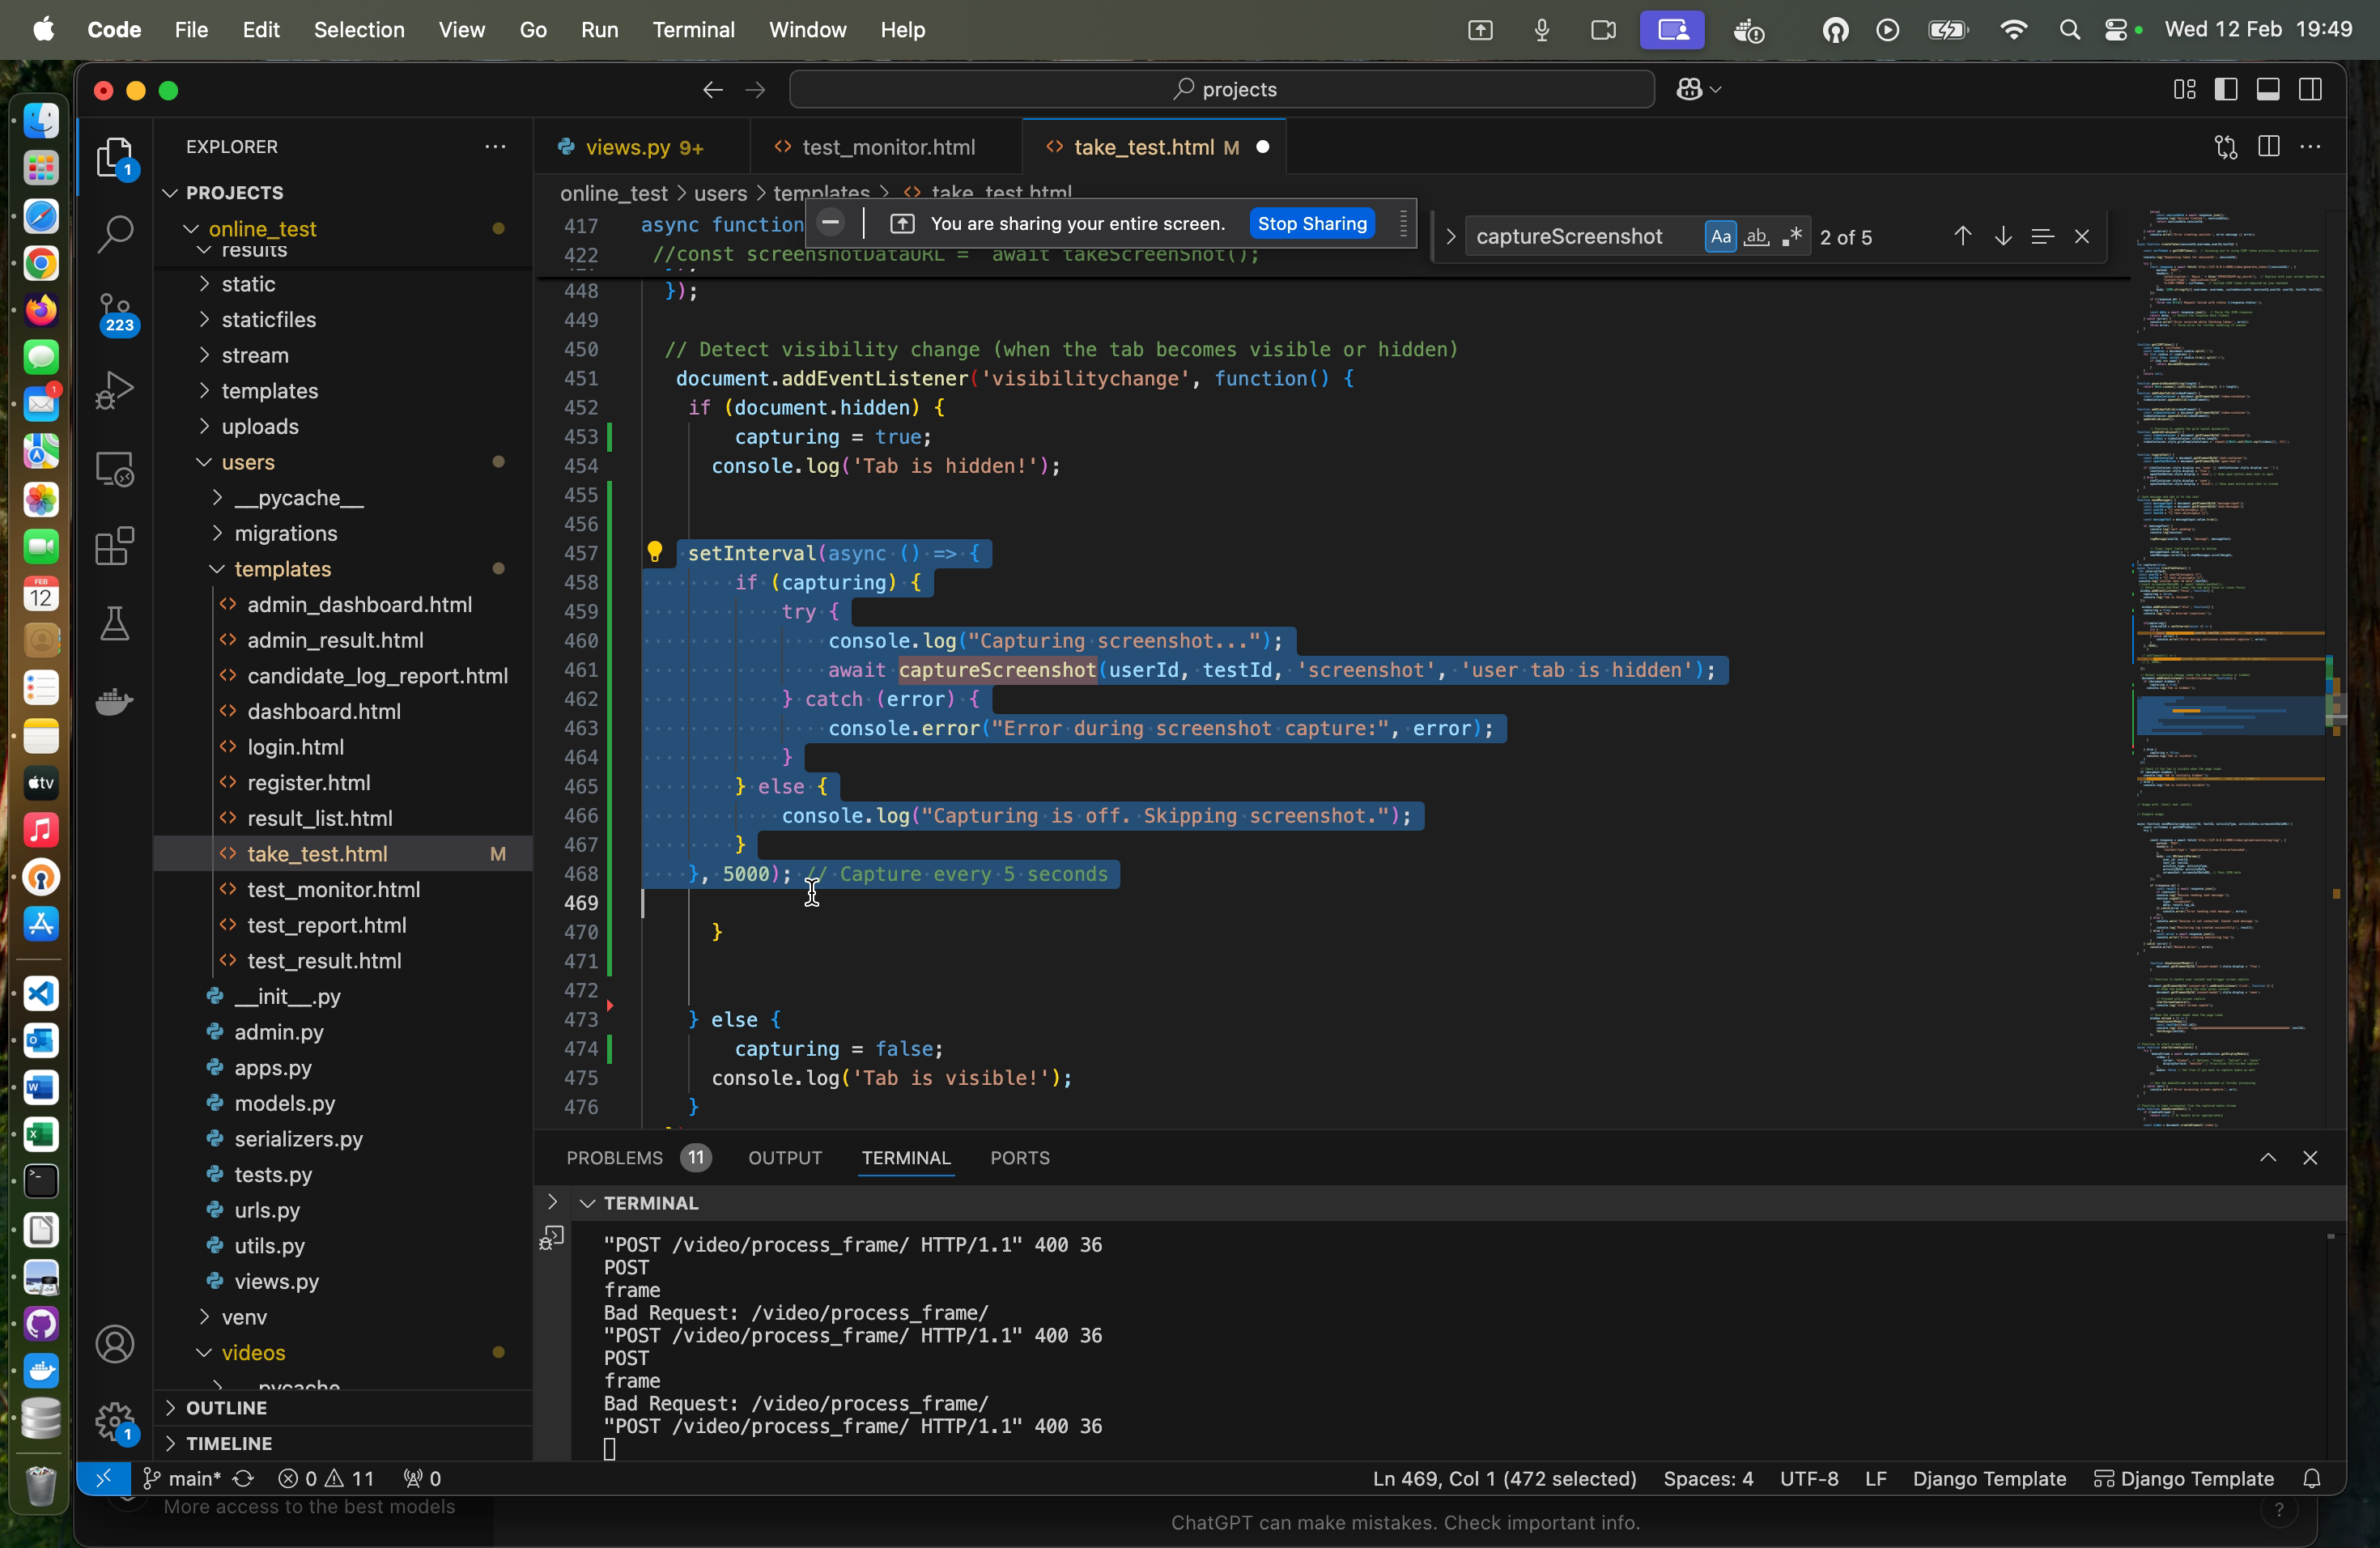 Code File Edit Selection View Go Run Terminal Window Help Wed 12 Feb 19:49
projects
EXPLORER
PROJECTS
online_test
results
static
staticfiles
stream
templates
uploads
users
__pycache__
migrations
templates
admin_dashboard.html
admin_result.html
candidate_log_report.html
dashboard.html
login.html
register.html
result_list.html
take_test.html M
test_monitor.html
test_report.html
test_result.html
__init__.py
admin.py
apps.py
models.py
serializers.py
tests.py
urls.py
utils.py
views.py
venv
videos
OUTLINE
TIMELINE
1
223
1
1
FEB
12
tv
views.py 9+ test_monitor.html take_test.html M
online_test > users > templates > take_test.html
You are sharing your entire screen. Stop Sharing
captureScreenshot Aa ab .* 2 of 5
417 async function
422 //const screenshotDataURL = await takeScreenShot();
448 });
449
450 // Detect visibility change (when the tab becomes visible or hidden)
451 document.addEventListener('visibilitychange', function() {
452 if (document.hidden) {
453 capturing = true;
454 console.log('Tab is hidden!');
455
456
457 setInterval(async () => {
458 if (capturing) {
459 try {
460 console.log("Capturing screenshot...");
461 await captureScreenshot(userId, testId, 'screenshot', 'user tab is hidden');
462 } catch (error) {
463 console.error("Error during screenshot capture:", error);
464 }
465 } else {
466 console.log("Capturing is off. Skipping screenshot.");
467 }
468 }, 5000); // Capture every 5 seconds
469
470 }
471
472
473 } else {
474 capturing = false;
475 console.log('Tab is visible!');
476 }
PROBLEMS 11 OUTPUT TERMINAL PORTS
TERMINAL
"POST /video/process_frame/ HTTP/1.1" 400 36
POST
frame
Bad Request: /video/process_frame/
"POST /video/process_frame/ HTTP/1.1" 400 36
POST
frame
Bad Request: /video/process_frame/
"POST /video/process_frame/ HTTP/1.1" 400 36
main* 0 11 0 Ln 469, Col 1 (472 selected) Spaces: 4 UTF-8 LF Django Template Django Template
More access to the best models
ChatGPT can make mistakes. Check important info. ?